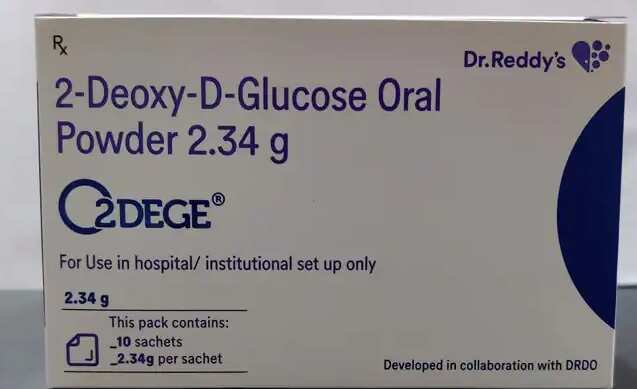 Rx
Dr.Reddy's
2-Deoxy-D-Glucose Oral
Powder 2.34 g
2DEGE®
For Use in hospital/ institutional set up only
2.34 g
This pack contains:
_10 sachets
_2.34g per sachet
Developed in collaboration with DRDO